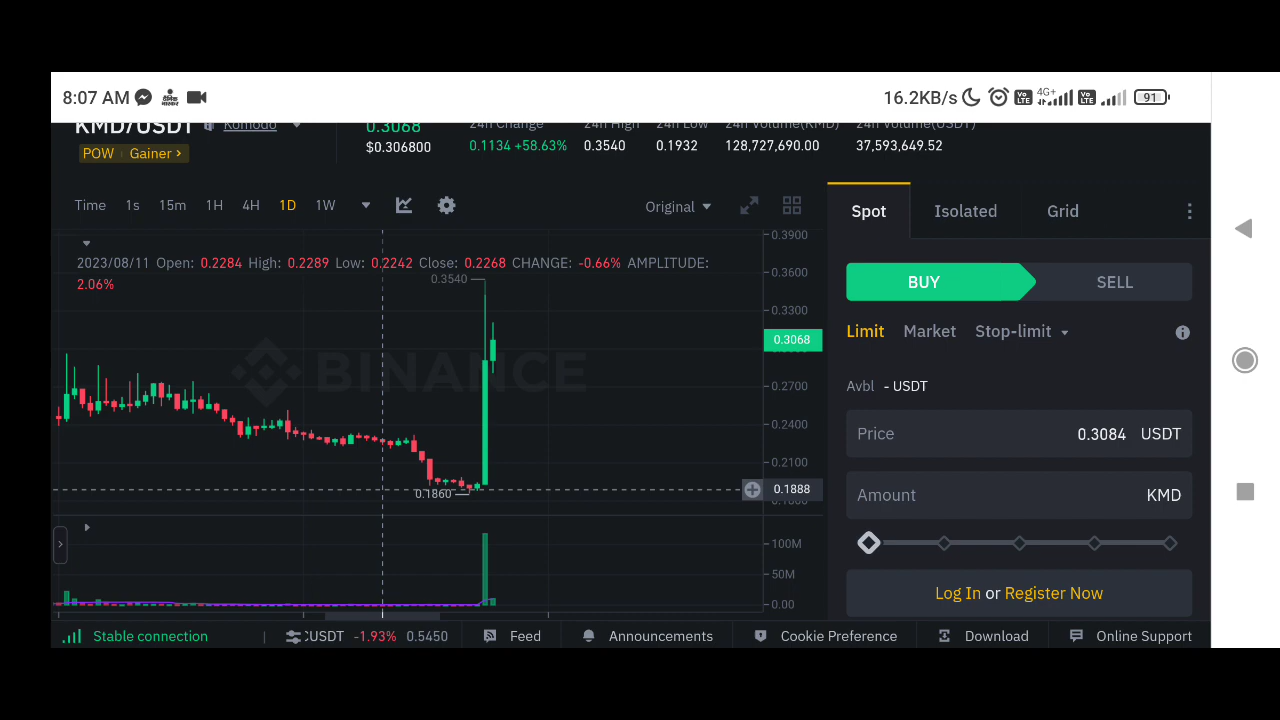 8:07 AM 16.2KB/s 4G+ Vo LTE Vo LTE 91
KMD/USDT Komodo 0.3068 24h Change 24h High 24h Low 24h Volume(KMD) 24h Volume(USDT)
POW Gainer > $0.306800 0.1134 +58.63% 0.3540 0.1932 128,727,690.00 37,593,649.52
Time 1s 15m 1H 4H 1D 1W Original
Spot Isolated Grid
2023/08/11 Open: 0.2284 High: 0.2289 Low: 0.2242 Close: 0.2268 CHANGE: -0.66% AMPLITUDE:
2.06%
0.3540
0.1860
BINANCE
0.3900
0.3600
0.3300
0.3068
0.2700
0.2400
0.2100
0.1888
100M
50M
0.00
BUY SELL
Limit Market Stop-limit
Avbl - USDT
Price 0.3084 USDT
Amount KMD
Log In or Register Now
Stable connection USDT -1.93% 0.5450 Feed Announcements Cookie Preference Download Online Support